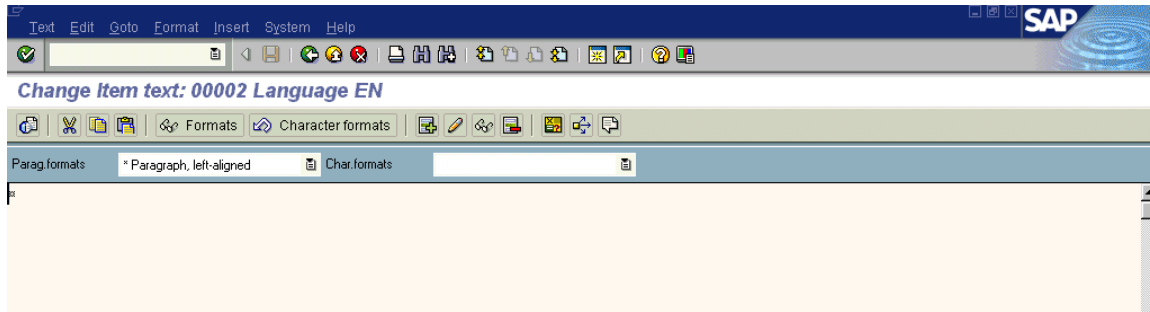 Text Edit Goto Format Insert System Help
SAP
Change Item text: 00002 Language EN
Formats Character formats
Parag.formats * Paragraph, left-aligned Char.formats
¤